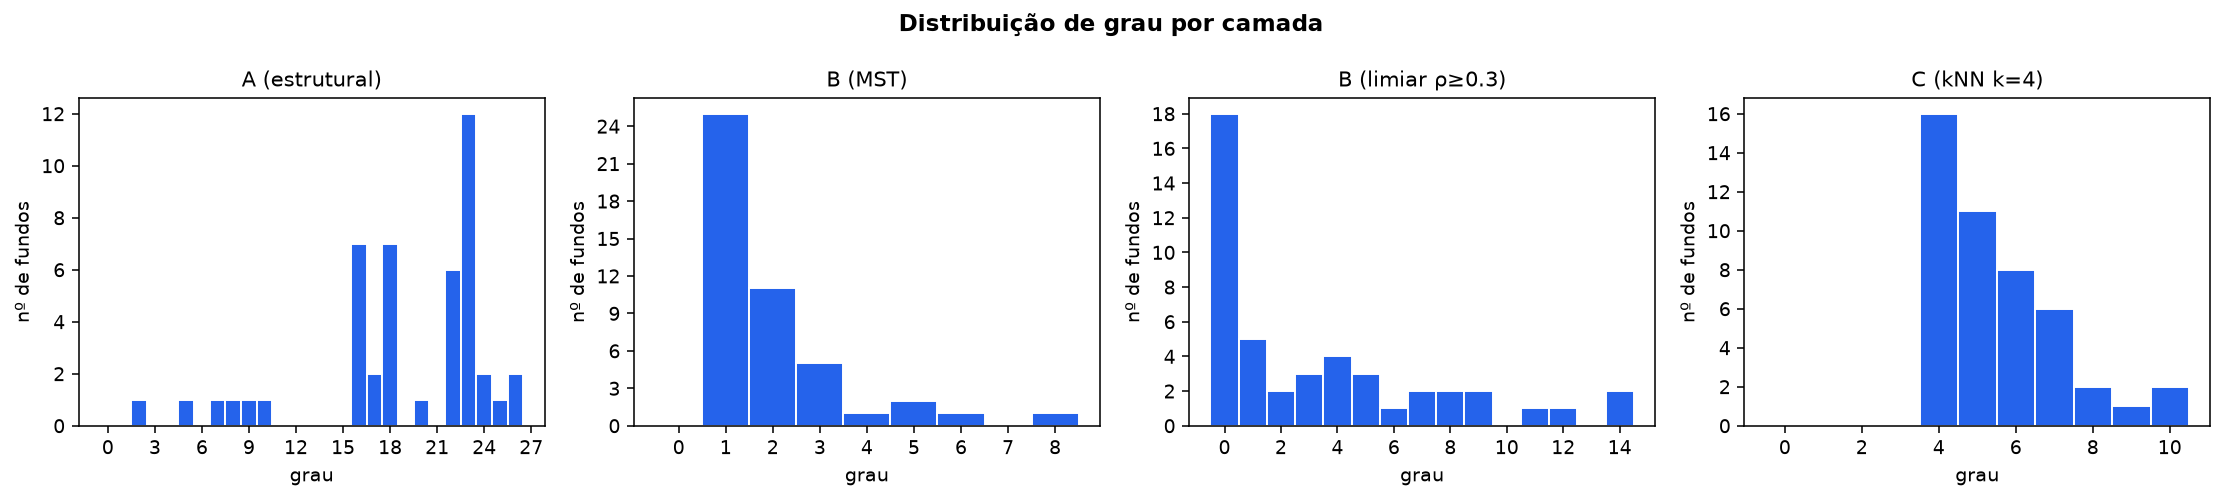 Distribuição de grau por camada
A (estrutural)
nº de fundos
12
10
8
6
4
2
0
0 3 6 9 12 15 18 21 24 27
grau
B (MST)
nº de fundos
24
21
18
15
12
9
6
3
0
0 1 2 3 4 5 6 7 8
grau
B (limiar ρ≥0.3)
nº de fundos
18
16
14
12
10
8
6
4
2
0
0 2 4 6 8 10 12 14
grau
C (kNN k=4)
nº de fundos
16
14
12
10
8
6
4
2
0
0 2 4 6 8 10
grau